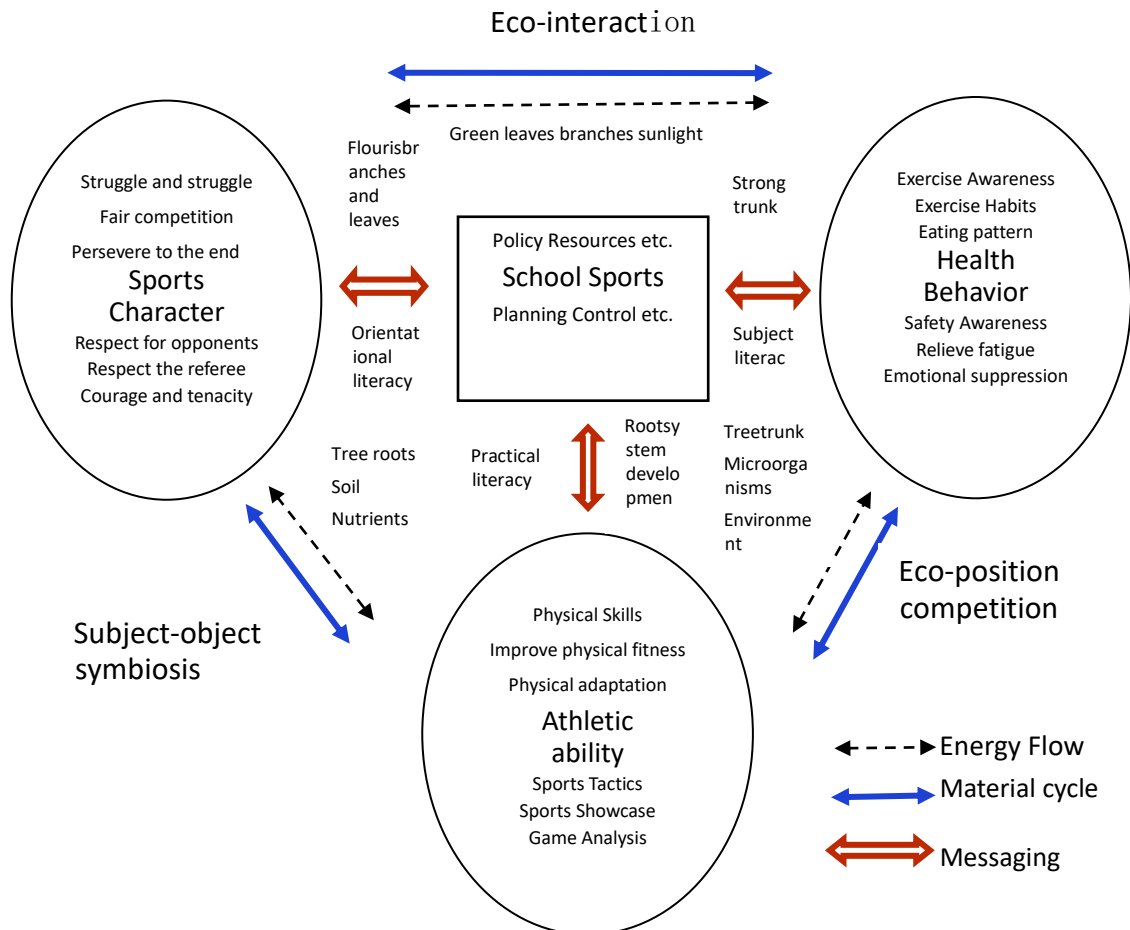 Eco-interaction
Green leaves branches sunlight
Flourisbr
anches
and
leaves
Strong
trunk
Struggle and struggle
Fair competition
Persevere to the end
Sports
Character
Respect for opponents
Respect the referee
Courage and tenacity
Policy Resources etc.
School Sports
Planning Control etc.
Exercise Awareness
Exercise Habits
Eating pattern
Health
Behavior
Safety Awareness
Relieve fatigue
Emotional suppression
Orientat
ional
literacy
Subject
literac
Tree roots
Soil
Nutrients
Practical
literacy
Rootsy
stem
develo
pmen
Treetrunk
Microorga
nisms
Environme
nt
Subject-object
symbiosis
Eco-position
competition
Physical Skills
Improve physical fitness
Physical adaptation
Athletic
ability
Sports Tactics
Sports Showcase
Game Analysis
Energy Flow
Material cycle
Messaging